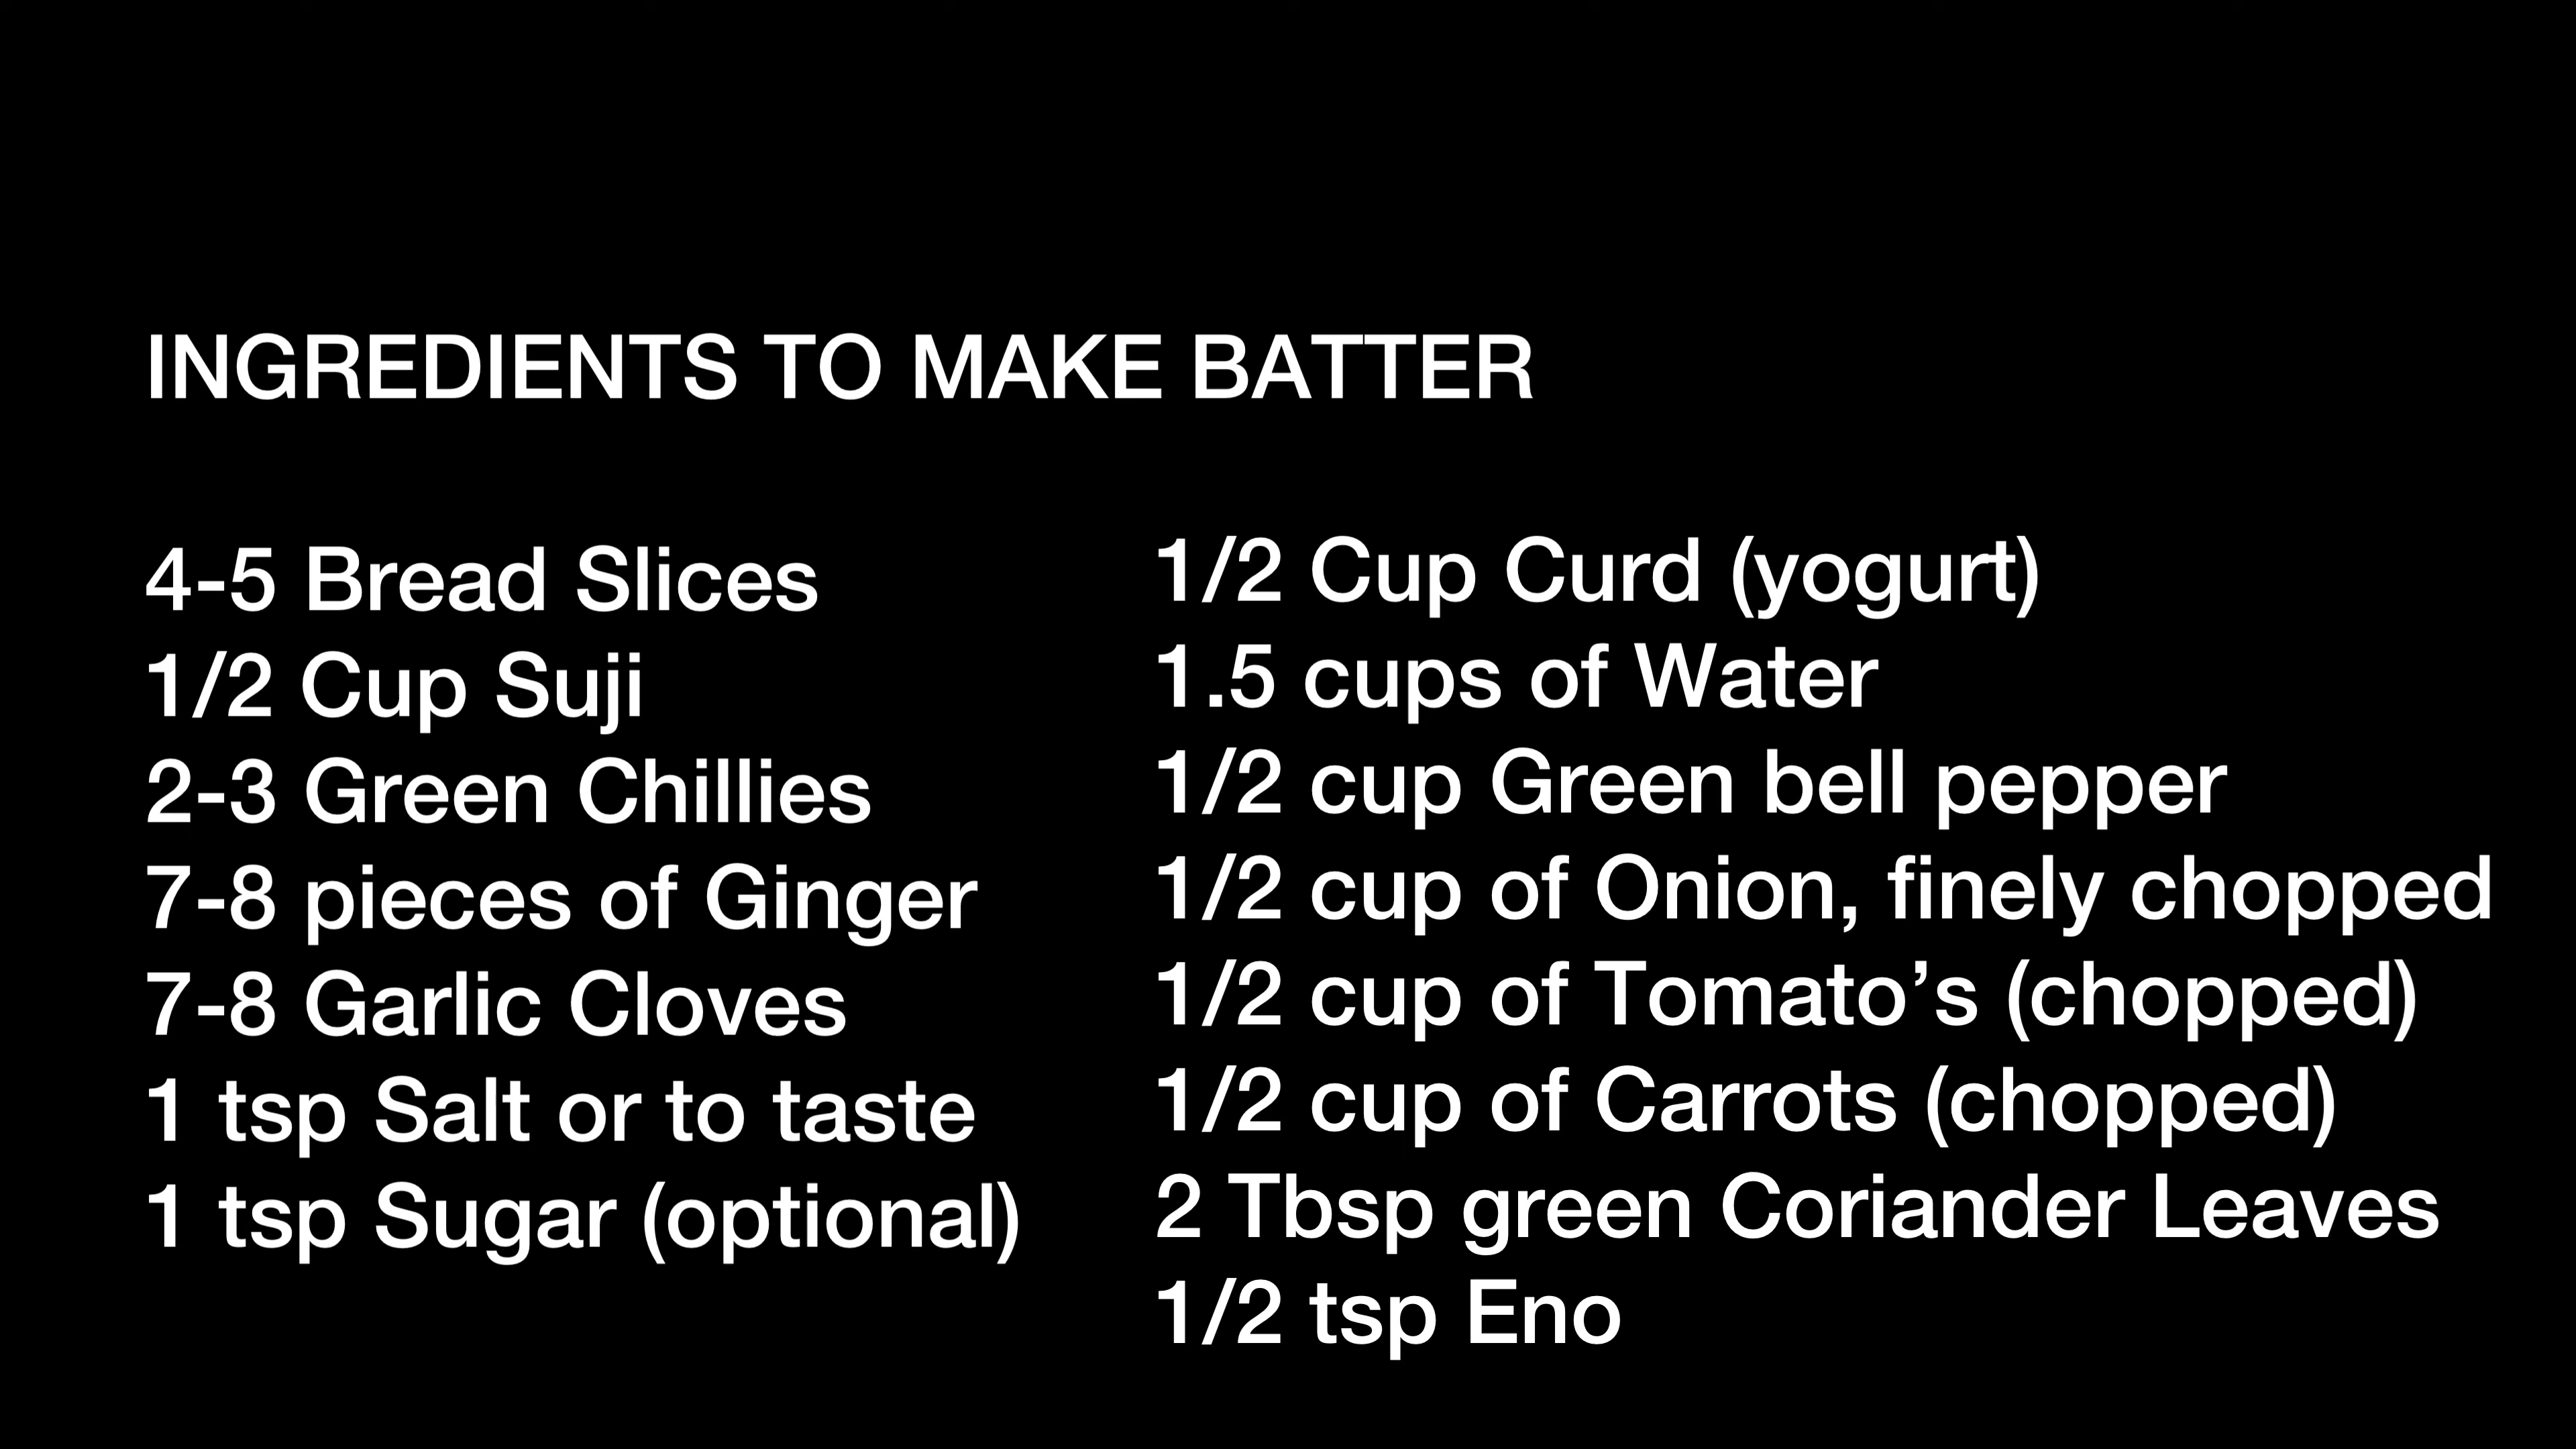 INGREDIENTS TO MAKE BATTER
4-5 Bread Slices
1/2 Cup Suji
2-3 Green Chillies
7-8 pieces of Ginger
7-8 Garlic Cloves
1 tsp Salt or to taste
1 tsp Sugar (optional)
1/2 Cup Curd (yogurt)
1.5 cups of Water
1/2 cup Green bell pepper
1/2 cup of Onion, finely chopped
1/2 cup of Tomato’s (chopped)
1/2 cup of Carrots (chopped)
2 Tbsp green Coriander Leaves
1/2 tsp Eno